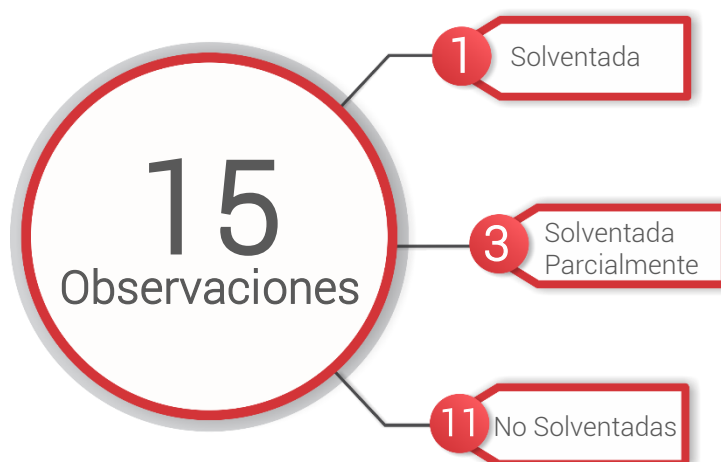 15
Observaciones
1
Solventada
3
Solventada
Parcialmente
11
No Solventadas